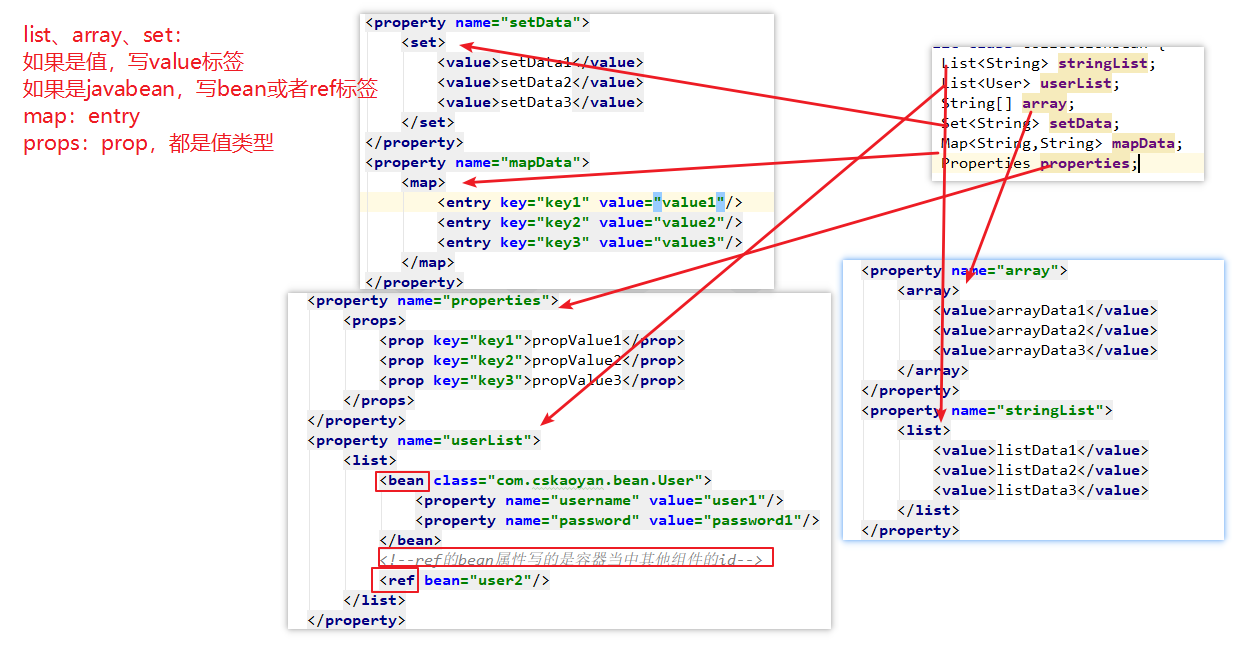 list、array、set：
如果是值，写value标签
如果是javabean，写bean或者ref标签
map：entry
props：prop，都是值类型
<property name="setData">
<set>
<value>setData1</value>
<value>setData2</value>
<value>setData3</value>
</set>
</property>
<property name="mapData">
<map>
<entry key="key1" value="value1"/>
<entry key="key2" value="value2"/>
<entry key="key3" value="value3"/>
</map>
</property>
List<String> stringList;
List<User> userList;
String[] array;
Set<String> setData;
Map<String,String> mapData;
Properties properties;
<property name="properties">
<props>
<prop key="key1">propValue1</prop>
<prop key="key2">propValue2</prop>
<prop key="key3">propValue3</prop>
</props>
</property>
<property name="userList">
<list>
<bean class="com.cskaoyan.bean.User">
<property name="username" value="user1"/>
<property name="password" value="password1"/>
</bean>
<!--ref的bean属性写的是容器当中其他组件的id-->
<ref bean="user2"/>
</list>
</property>
<property name="array">
<array>
<value>arrayData1</value>
<value>arrayData2</value>
<value>arrayData3</value>
</array>
</property>
<property name="stringList">
<list>
<value>listData1</value>
<value>listData2</value>
<value>listData3</value>
</list>
</property>